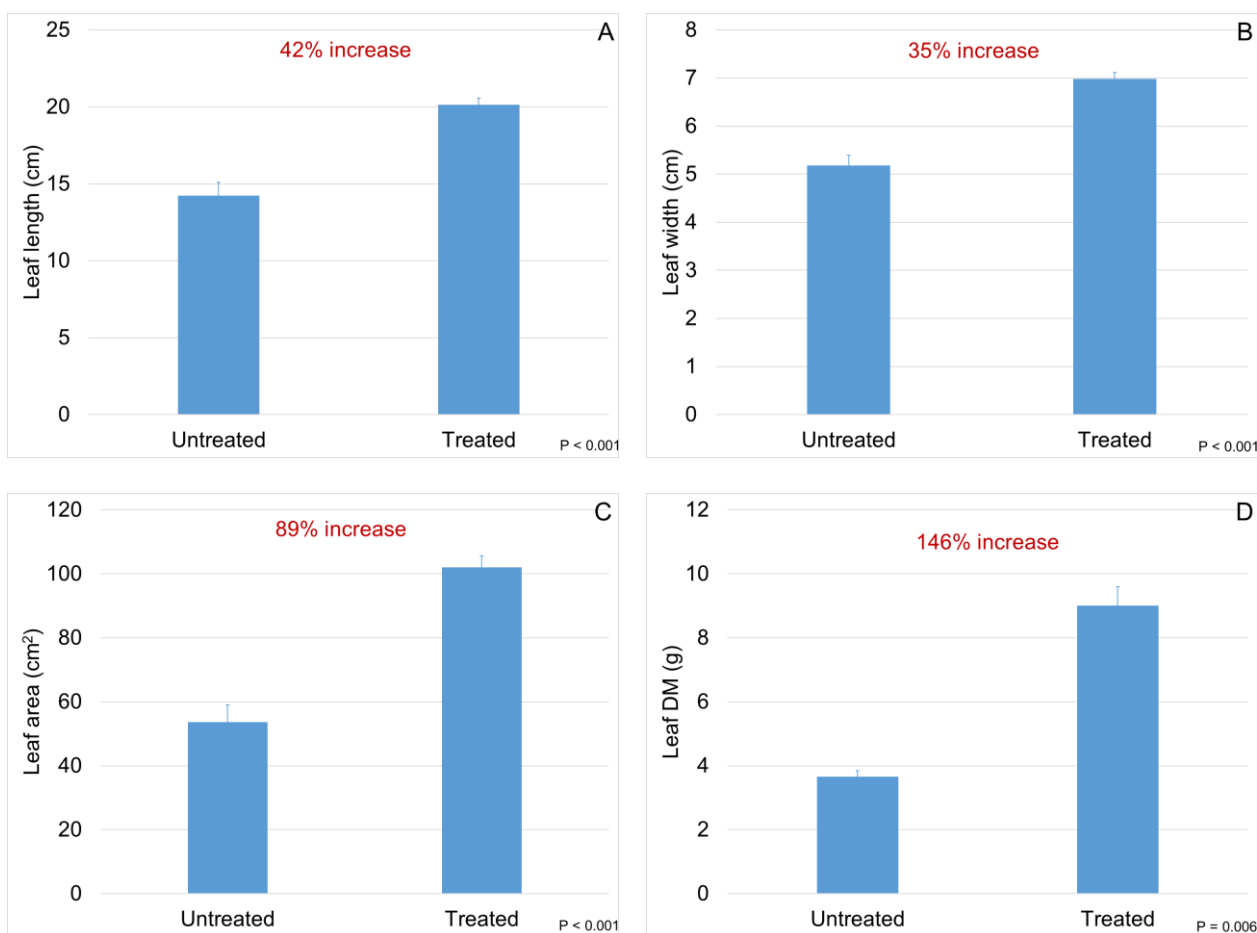 A
42% increase
25
20
15
10
5
0
Leaf length (cm)
Untreated
Treated
P < 0.001
B
35% increase
8
7
6
5
4
3
2
1
0
Leaf width (cm)
Untreated
Treated
P < 0.001
C
89% increase
120
100
80
60
40
20
0
Leaf area (cm²)
Untreated
Treated
P < 0.001
D
146% increase
12
10
8
6
4
2
0
Leaf DM (g)
Untreated
Treated
P = 0.006